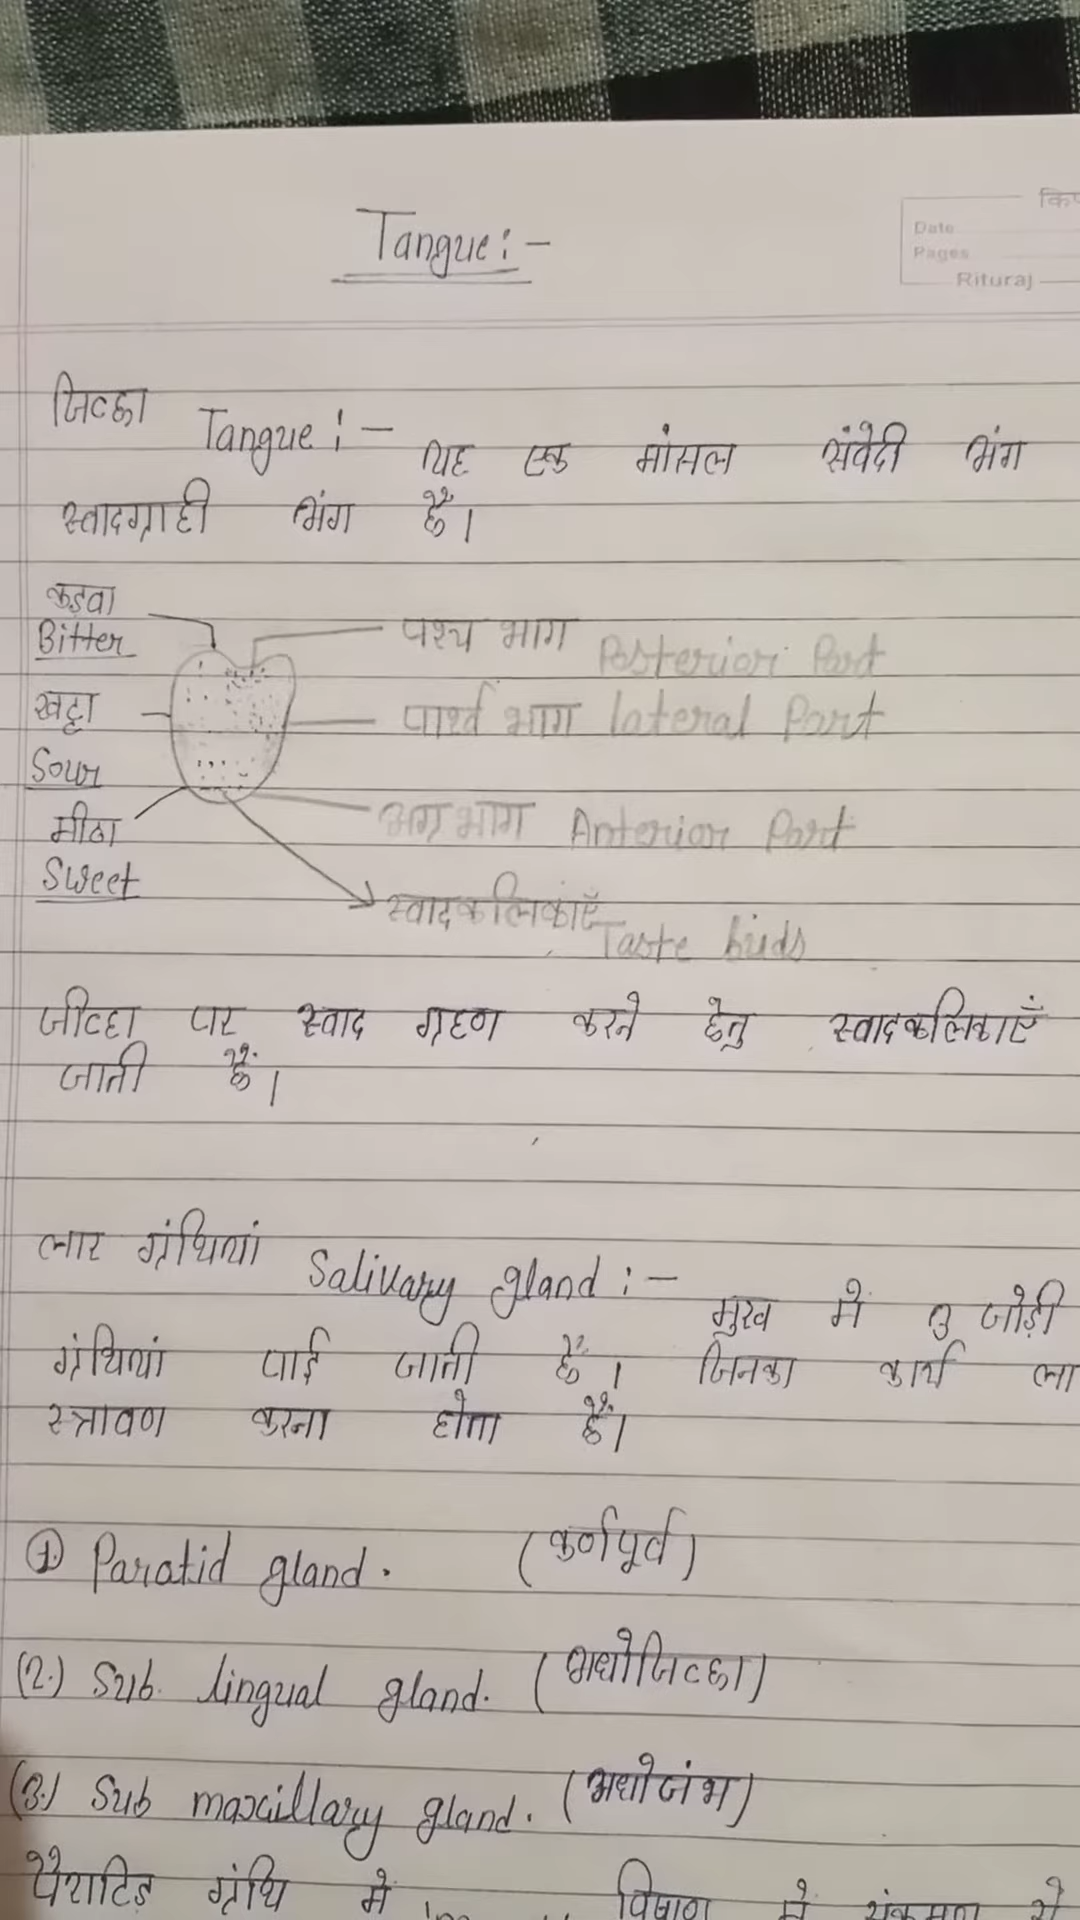 Tangue:-
किए
Date
Pages
Rituraj
जिव्हा Tangue:- यह एक मांसल संवेदी अंग
स्वादग्राही अंग है।
कड़वा
Bitter
पश्च भाग Posterior Part
खट्टा
पार्श्व भाग lateral Part
Sour
मीठा
अग्र भाग Anterior Part
Sweet
स्वादकलिकाएँ Taste buds
जीव्हा पर स्वाद ग्रहण करने हेतु स्वादकलिकाएँ
जाती हैं।
लार ग्रंथियां Salivary gland:- मुख में 3 जोड़ी
ग्रंथियां पाई जाती हैं। जिनका कार्य ला
स्त्रावण करना होता हैं।
1. Paratid gland. (कर्णपूर्व)
(2.) Sub. lingual gland. (अधोजिव्हा)
(3.) Sub maxillary gland. (अधोजंभ)
पैराटिड ग्रंथि में विषाणु से संक्रमण से